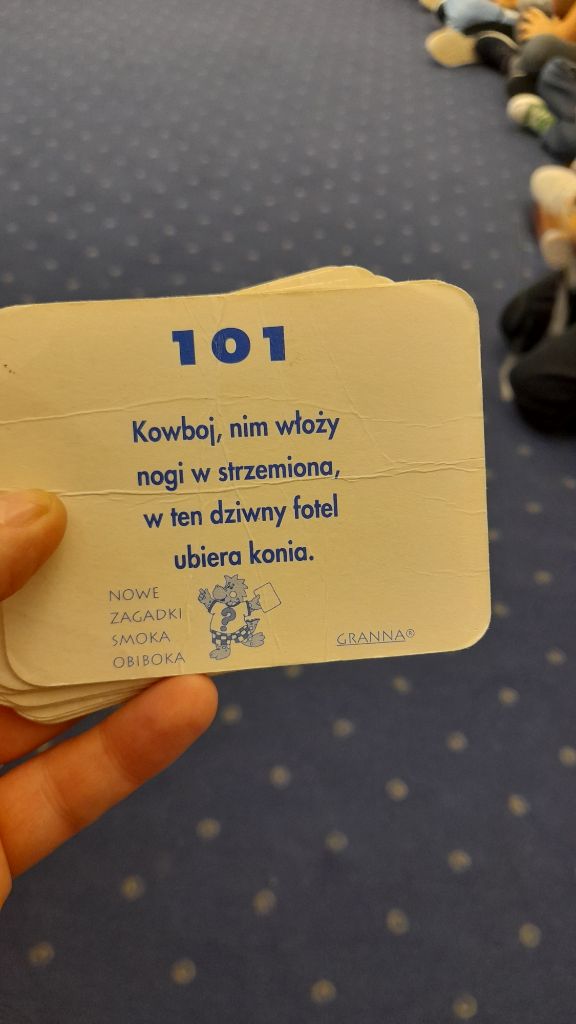 101
Kowboj, nim włoży
nogi w strzemiona,
w ten dziwny fotel
ubiera konia.
NOWE
ZAGADKI
SMOKA
OBIBOKA
?
GRANNA®